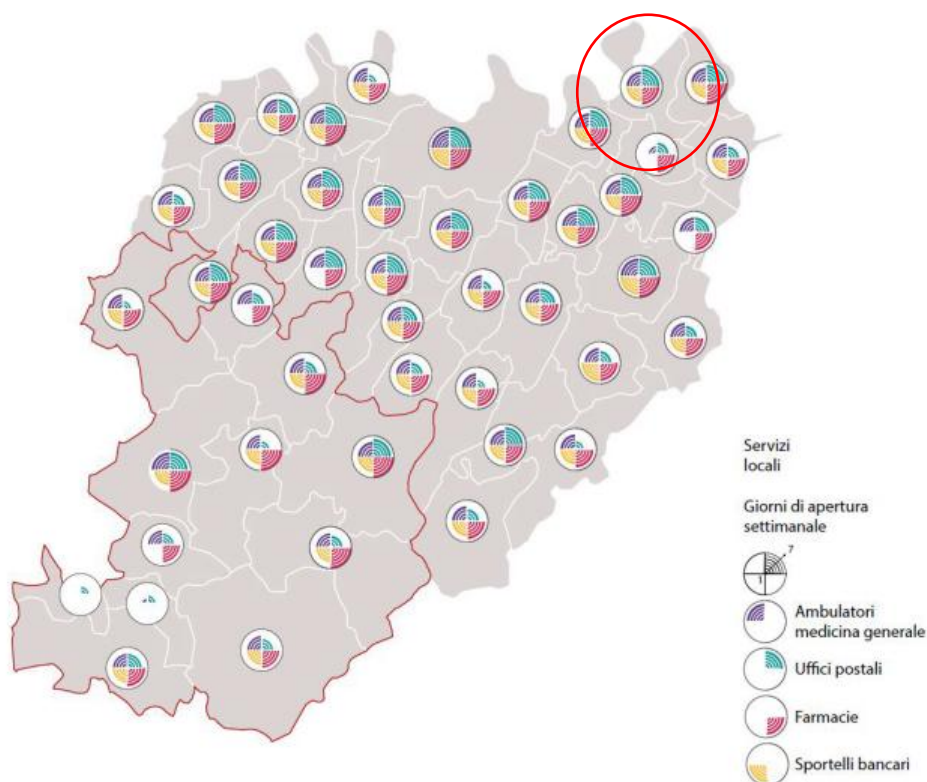 Servizi
locali
Giorni di apertura
settimanale
7
1
Ambulatori
medicina generale
Uffici postali
Farmacie
Sportelli bancari